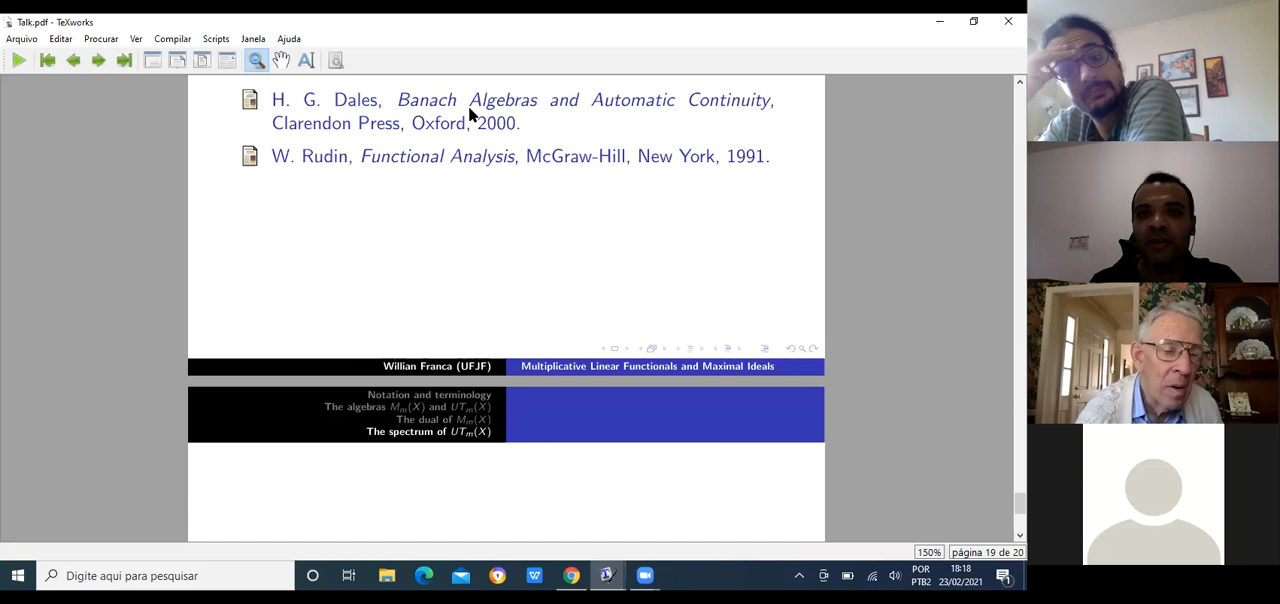 Talk.pdf - TeXworks
Arquivo Editar Procurar Ver Compilar Scripts Janela Ajuda
H. G. Dales, Banach Algebras and Automatic Continuity,
Clarendon Press, Oxford, 2000.
W. Rudin, Functional Analysis, McGraw-Hill, New York, 1991.
Willian Franca (UFJF) Multiplicative Linear Functionals and Maximal Ideals
Notation and terminology
The algebras Mm(X) and UTm(X)
The dual of Mm(X)
The spectrum of UTm(X)
150% página 19 de 20
Digite aqui para pesquisar
POR 18:18
PTB2 23/02/2021
1